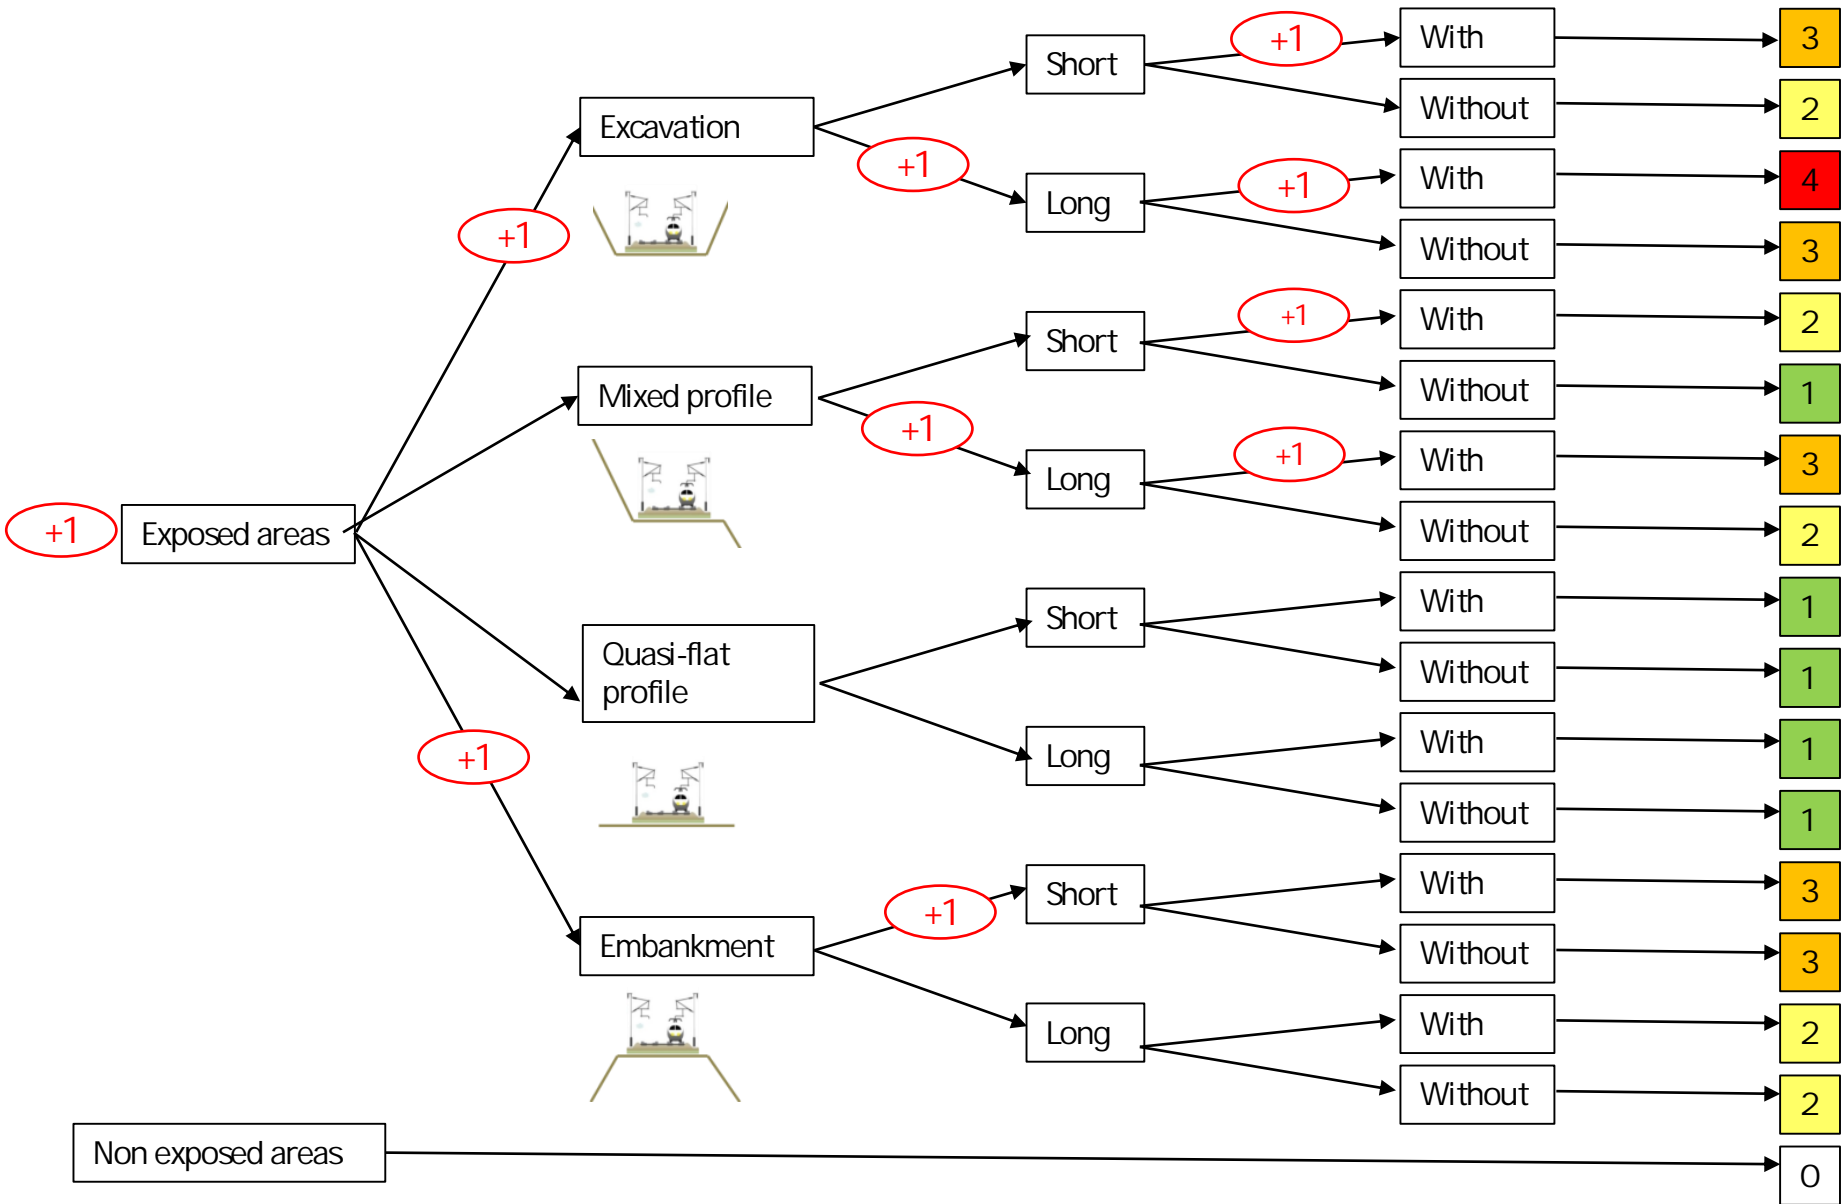 +1
With
3
Short
Without
2
Excavation
+1
+1
With
4
Long
+1
Without
3
+1
With
2
Short
Without
1
Mixed profile
+1
+1
With
3
Long
Without
2
+1
Exposed areas
With
1
Short
Without
1
Quasi-flat
profile
With
1
Long
+1
Without
1
With
3
Short
+1
Without
3
Embankment
With
2
Long
Without
2
Non exposed areas
0